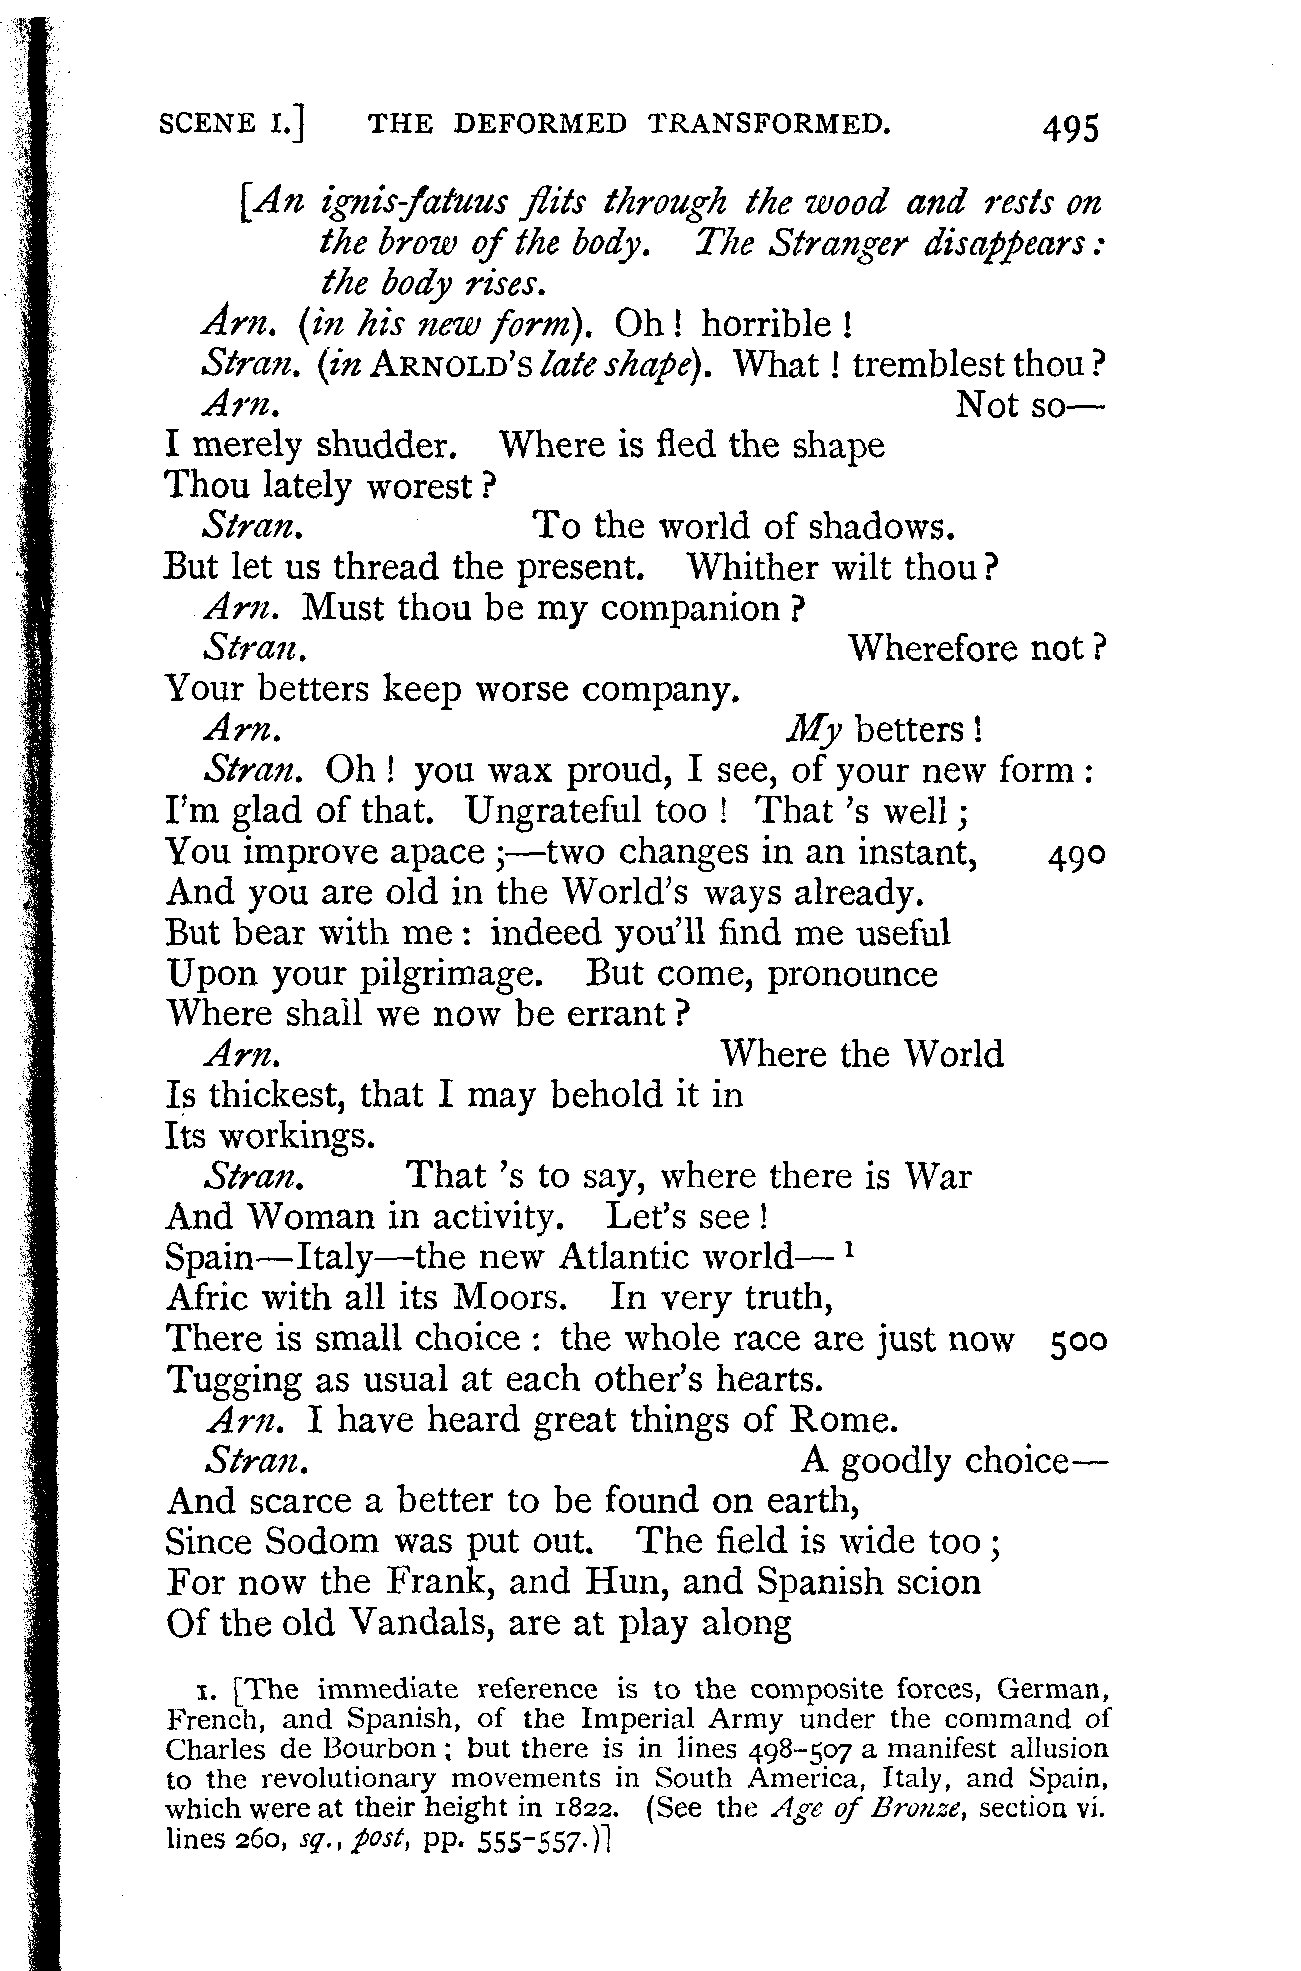 SCENE I.] THE DEFORMED TRANSFORMED. 495
[An ignis-fatuus flits through the wood and rests on
the brow of the body. The Stranger disappears:
the body rises.
Arn. (in his new form). Oh! horrible!
Stran. (in ARNOLD'S late shape). What! tremblest thou?
Arn. Not so—
I merely shudder. Where is fled the shape
Thou lately worest?
Stran. To the world of shadows.
But let us thread the present. Whither wilt thou?
Arn. Must thou be my companion?
Stran. Wherefore not?
Your betters keep worse company.
Arn. My betters!
Stran. Oh! you wax proud, I see, of your new form:
I'm glad of that. Ungrateful too! That 's well;
You improve apace;—two changes in an instant, 490
And you are old in the World's ways already.
But bear with me: indeed you'll find me useful
Upon your pilgrimage. But come, pronounce
Where shall we now be errant?
Arn. Where the World
Is thickest, that I may behold it in
Its workings.
Stran. That 's to say, where there is War
And Woman in activity. Let's see!
Spain—Italy—the new Atlantic world— 1
Afric with all its Moors. In very truth,
There is small choice: the whole race are just now 500
Tugging as usual at each other's hearts.
Arn. I have heard great things of Rome.
Stran. A goodly choice—
And scarce a better to be found on earth,
Since Sodom was put out. The field is wide too;
For now the Frank, and Hun, and Spanish scion
Of the old Vandals, are at play along
1. [The immediate reference is to the composite forces, German,
French, and Spanish, of the Imperial Army under the command of
Charles de Bourbon; but there is in lines 498-507 a manifest allusion
to the revolutionary movements in South America, Italy, and Spain,
which were at their height in 1822. (See the Age of Bronze, section vi.
lines 260, sq., post, pp. 555-557.)]